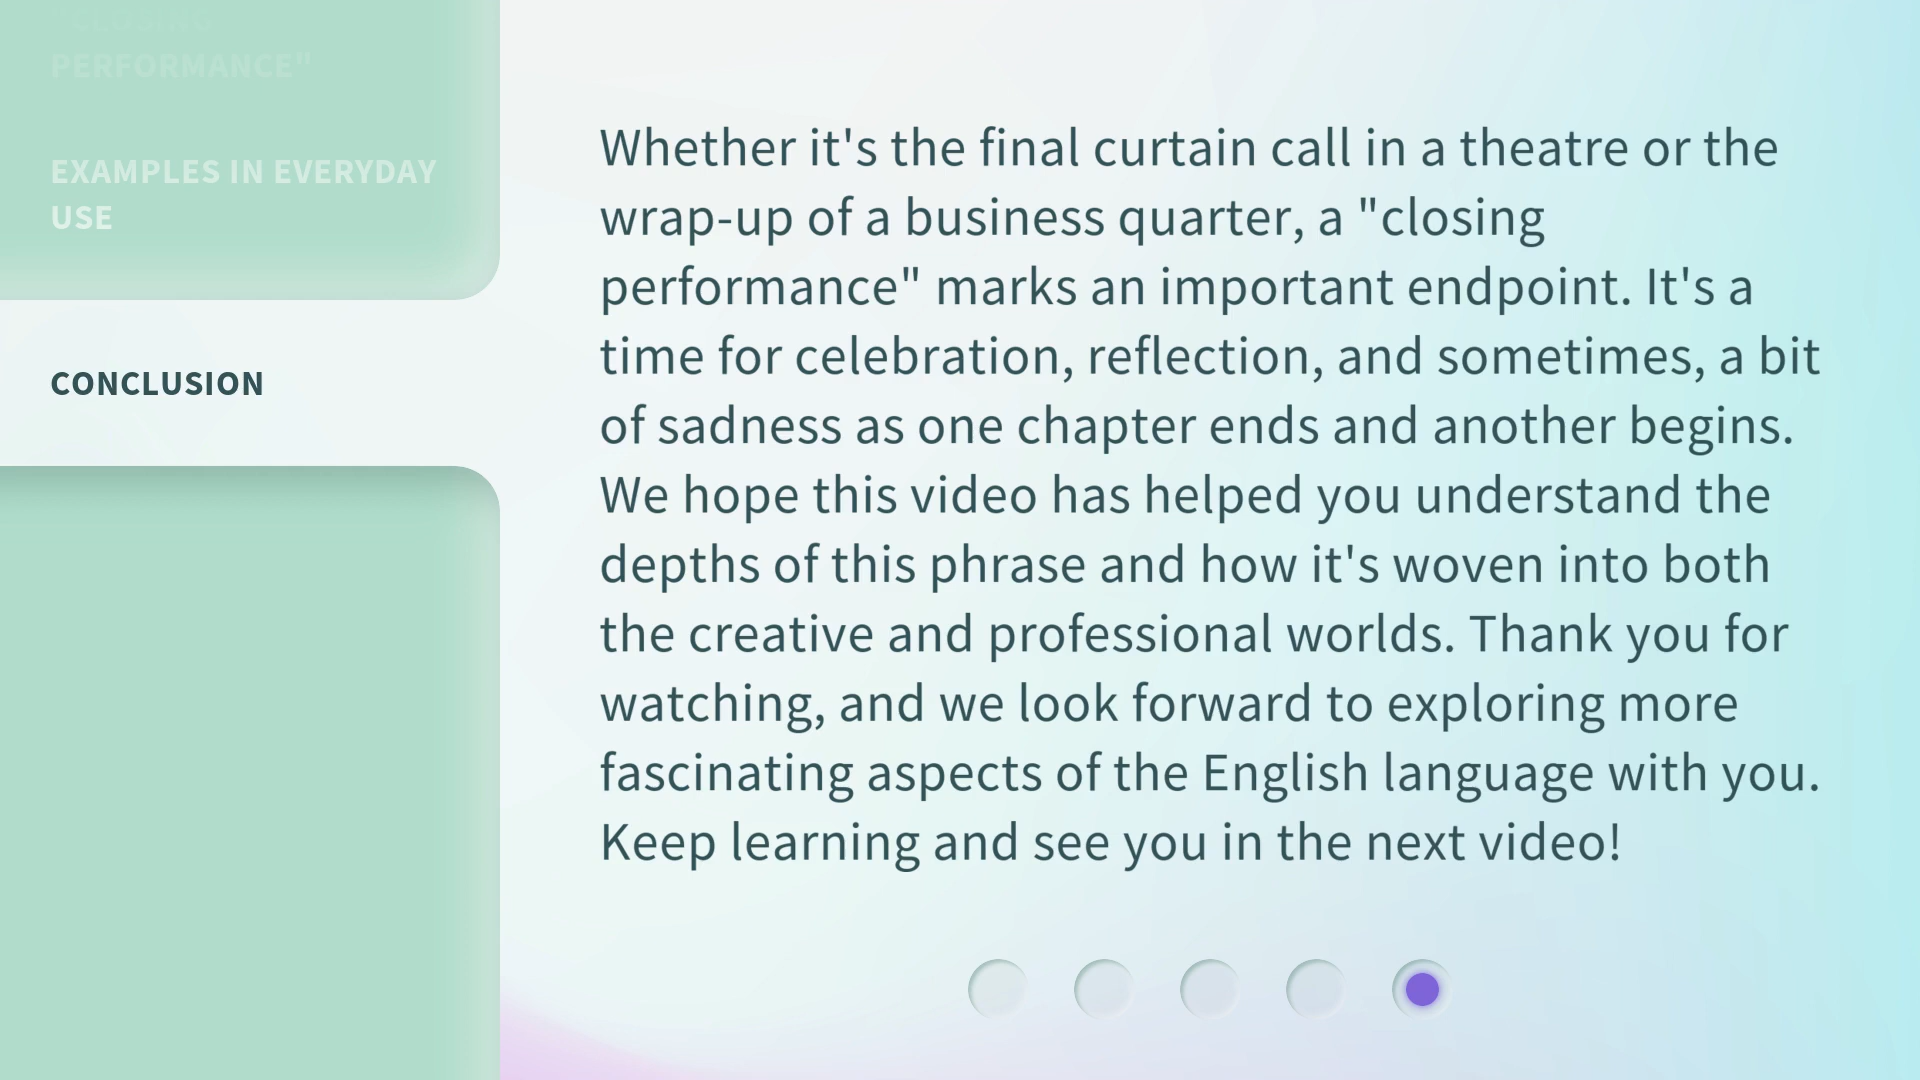 "CLOSING
PERFORMANCE"
EXAMPLES IN EVERYDAY
USE
CONCLUSION
Whether it's the final curtain call in a theatre or the
wrap-up of a business quarter, a "closing
performance" marks an important endpoint. It's a
time for celebration, reflection, and sometimes, a bit
of sadness as one chapter ends and another begins.
We hope this video has helped you understand the
depths of this phrase and how it's woven into both
the creative and professional worlds. Thank you for
watching, and we look forward to exploring more
fascinating aspects of the English language with you.
Keep learning and see you in the next video!